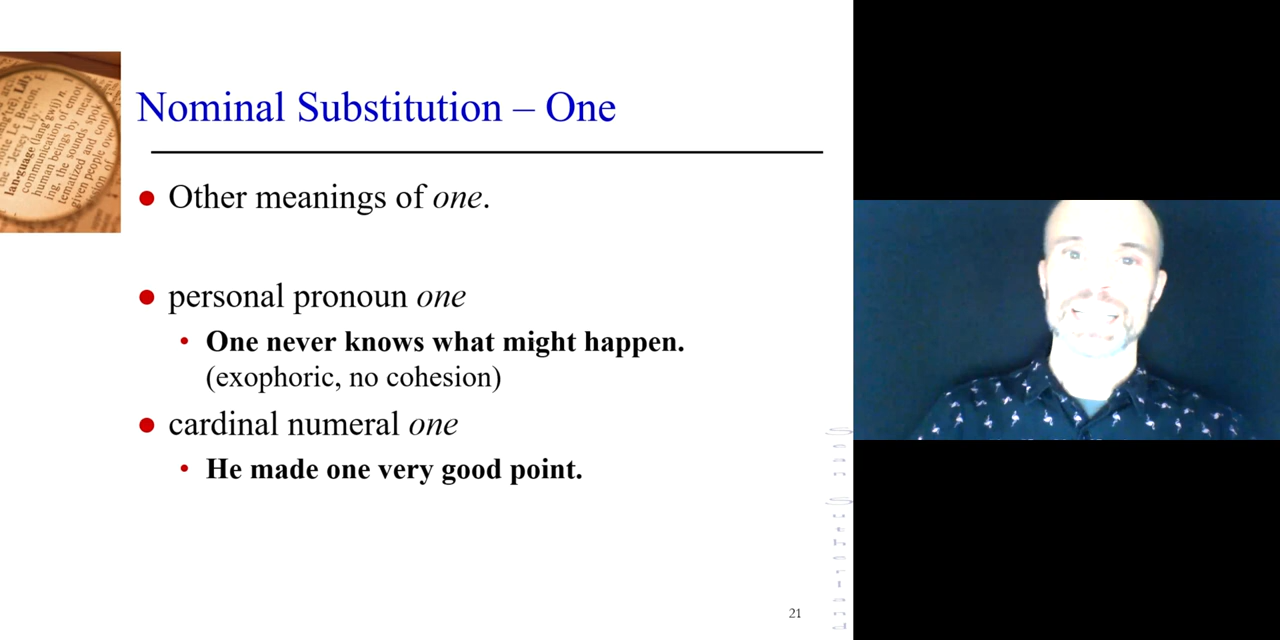 Nominal Substitution – One
Other meanings of one.
personal pronoun one
One never knows what might happen.
(exophoric, no cohesion)
cardinal numeral one
He made one very good point.
21